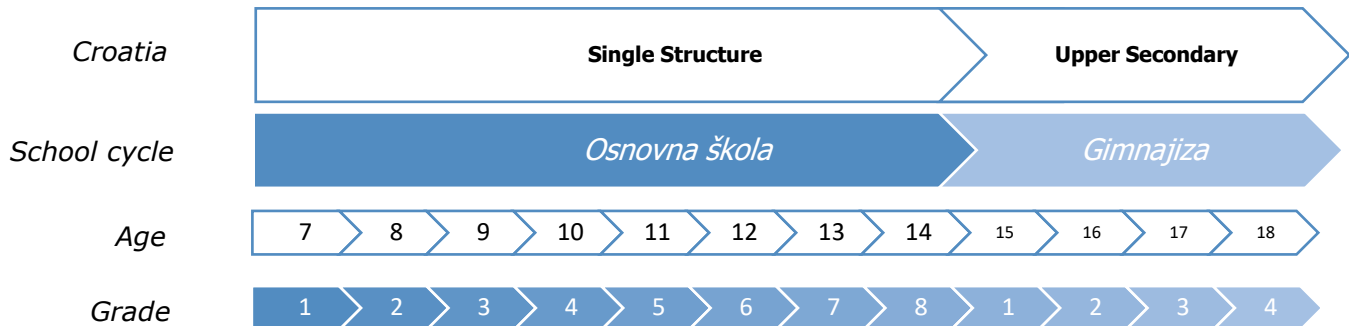 Croatia Single Structure Upper Secondary
School cycle Osnovna škola Gimnajiza
Age 7 8 9 10 11 12 13 14 15 16 17 18
Grade 1 2 3 4 5 6 7 8 1 2 3 4